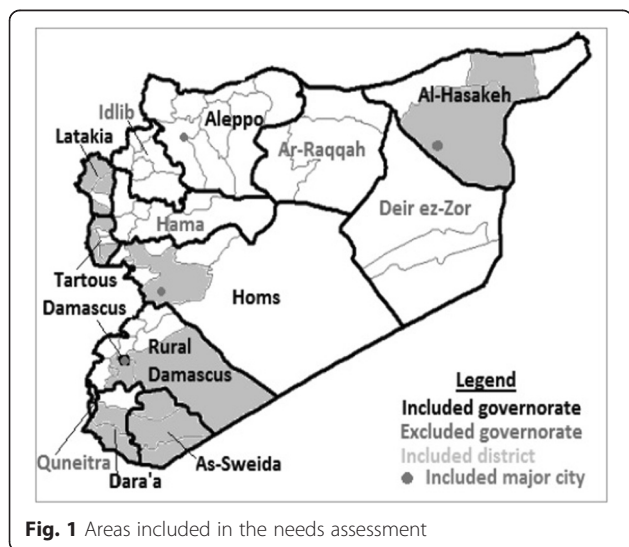 Al-Hasakeh
Idlib
Aleppo
Latakia
Ar-Raqqah
Deir ez-Zor
Hama
Tartous
Damascus
Homs
Rural
Damascus
Quneitra
Dara'a
As-Sweida
Legend
Included governorate
Excluded governorate
Included district
Included major city
Fig. 1 Areas included in the needs assessment